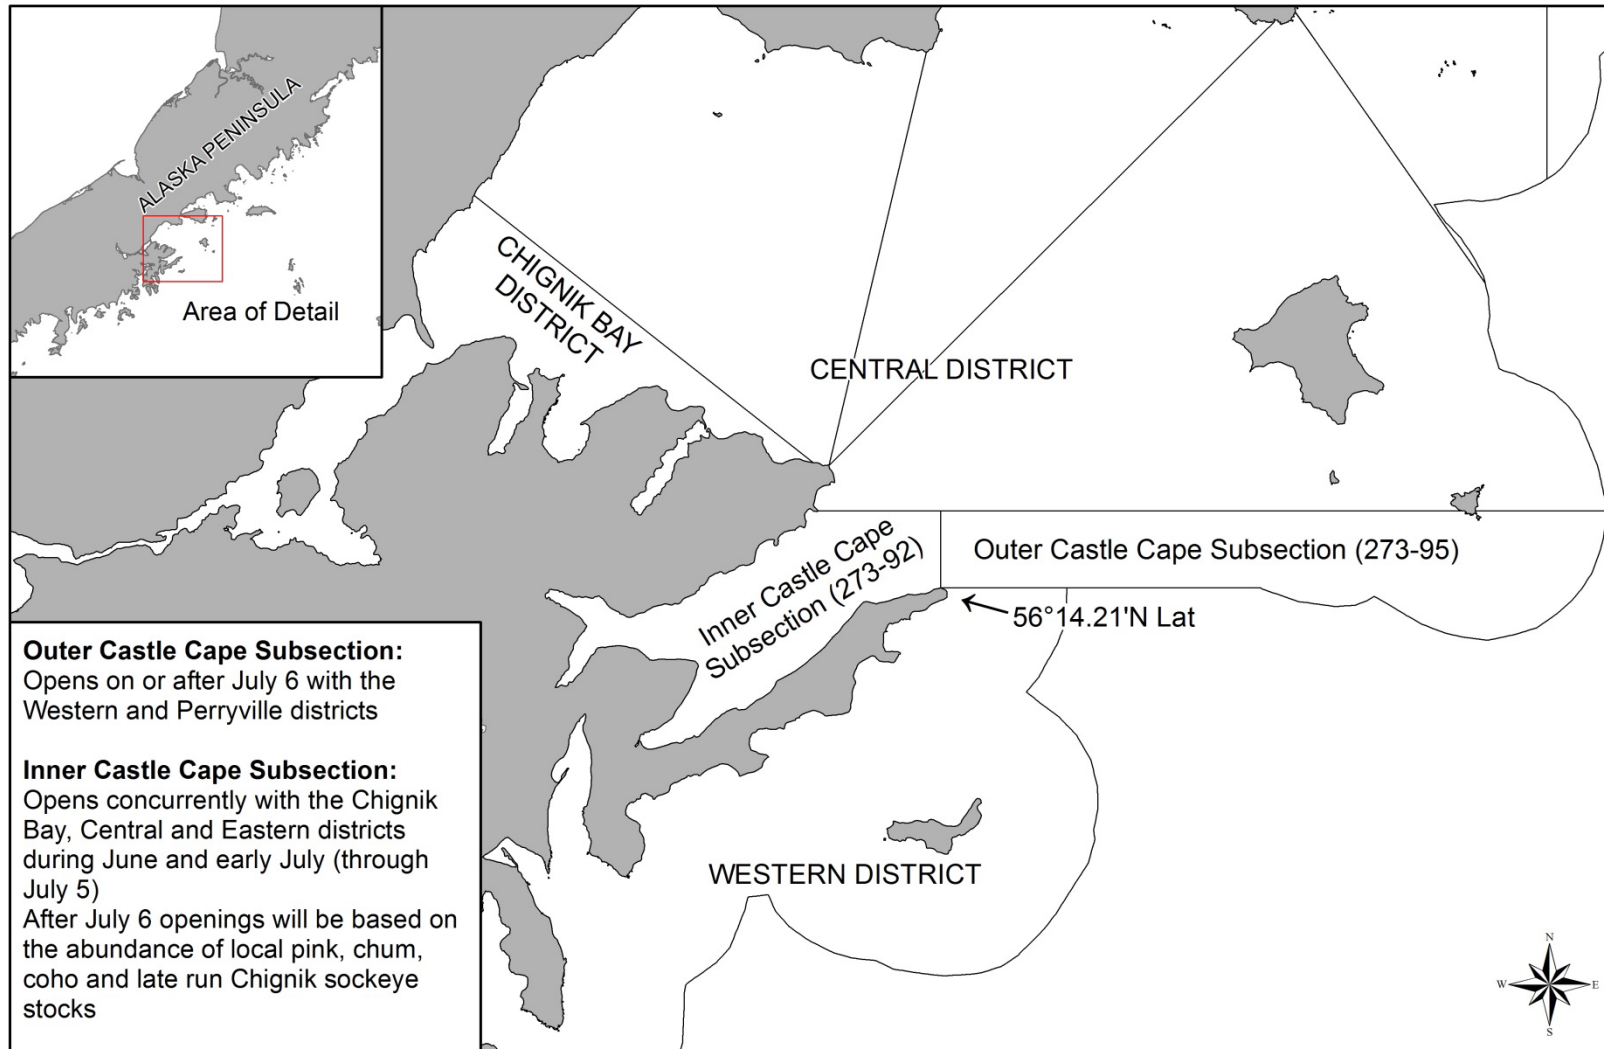 ALASKA PENINSULA
Area of Detail
CHIGNIK BAY
DISTRICT
CENTRAL DISTRICT
Inner Castle Cape
Subsection (273-92)
Outer Castle Cape Subsection (273-95)
56°14.21'N Lat
WESTERN DISTRICT
Outer Castle Cape Subsection:
Opens on or after July 6 with the
Western and Perryville districts
Inner Castle Cape Subsection:
Opens concurrently with the Chignik
Bay, Central and Eastern districts
during June and early July (through
July 5)
After July 6 openings will be based on
the abundance of local pink, chum,
coho and late run Chignik sockeye
stocks
N
W
E
S